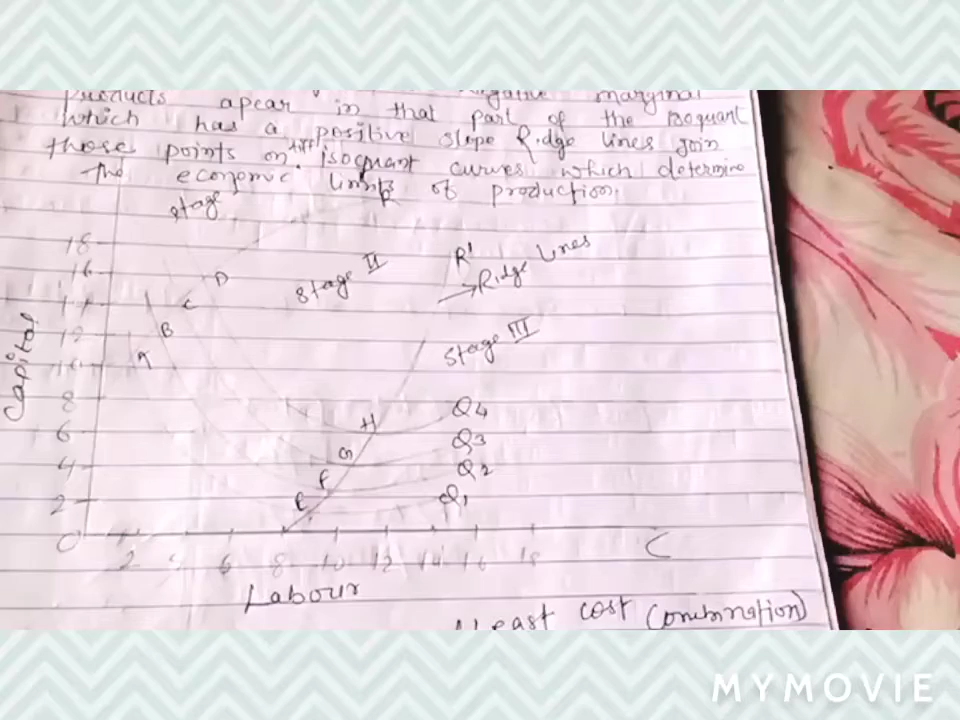 Products apear in negative marginal
which has a positive slope Ridge lines join
that part of the Isoquant
those points on isoquant curves which determine
the economic limits of production.
Stage
R
18
16
14
12
10
8
6
4
2
0
Capital
A
B
C
D
Stage II
R'
Ridge lines
Stage III
H
G
F
E
Q4
Q3
Q2
Q1
2 4 6 8 10 12 14 16 18
Labour
least cost combination)
MYMOVIE